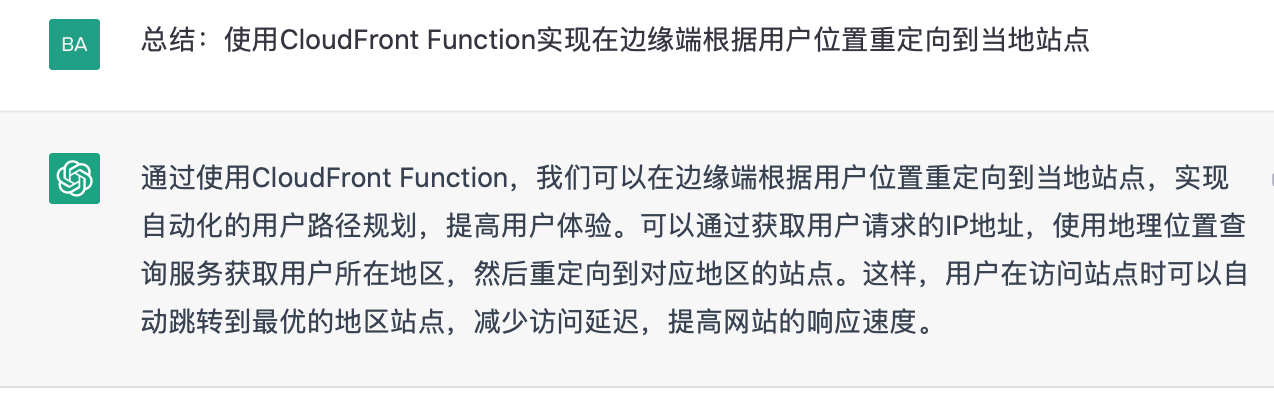 BA
总结：使用CloudFront Function实现在边缘端根据用户位置重定向到当地站点
通过使用CloudFront Function，我们可以在边缘端根据用户位置重定向到当地站点，实现
自动化的用户路径规划，提高用户体验。可以通过获取用户请求的IP地址，使用地理位置查
询服务获取用户所在地区，然后重定向到对应地区的站点。这样，用户在访问站点时可以自
动跳转到最优的地区站点，减少访问延迟，提高网站的响应速度。